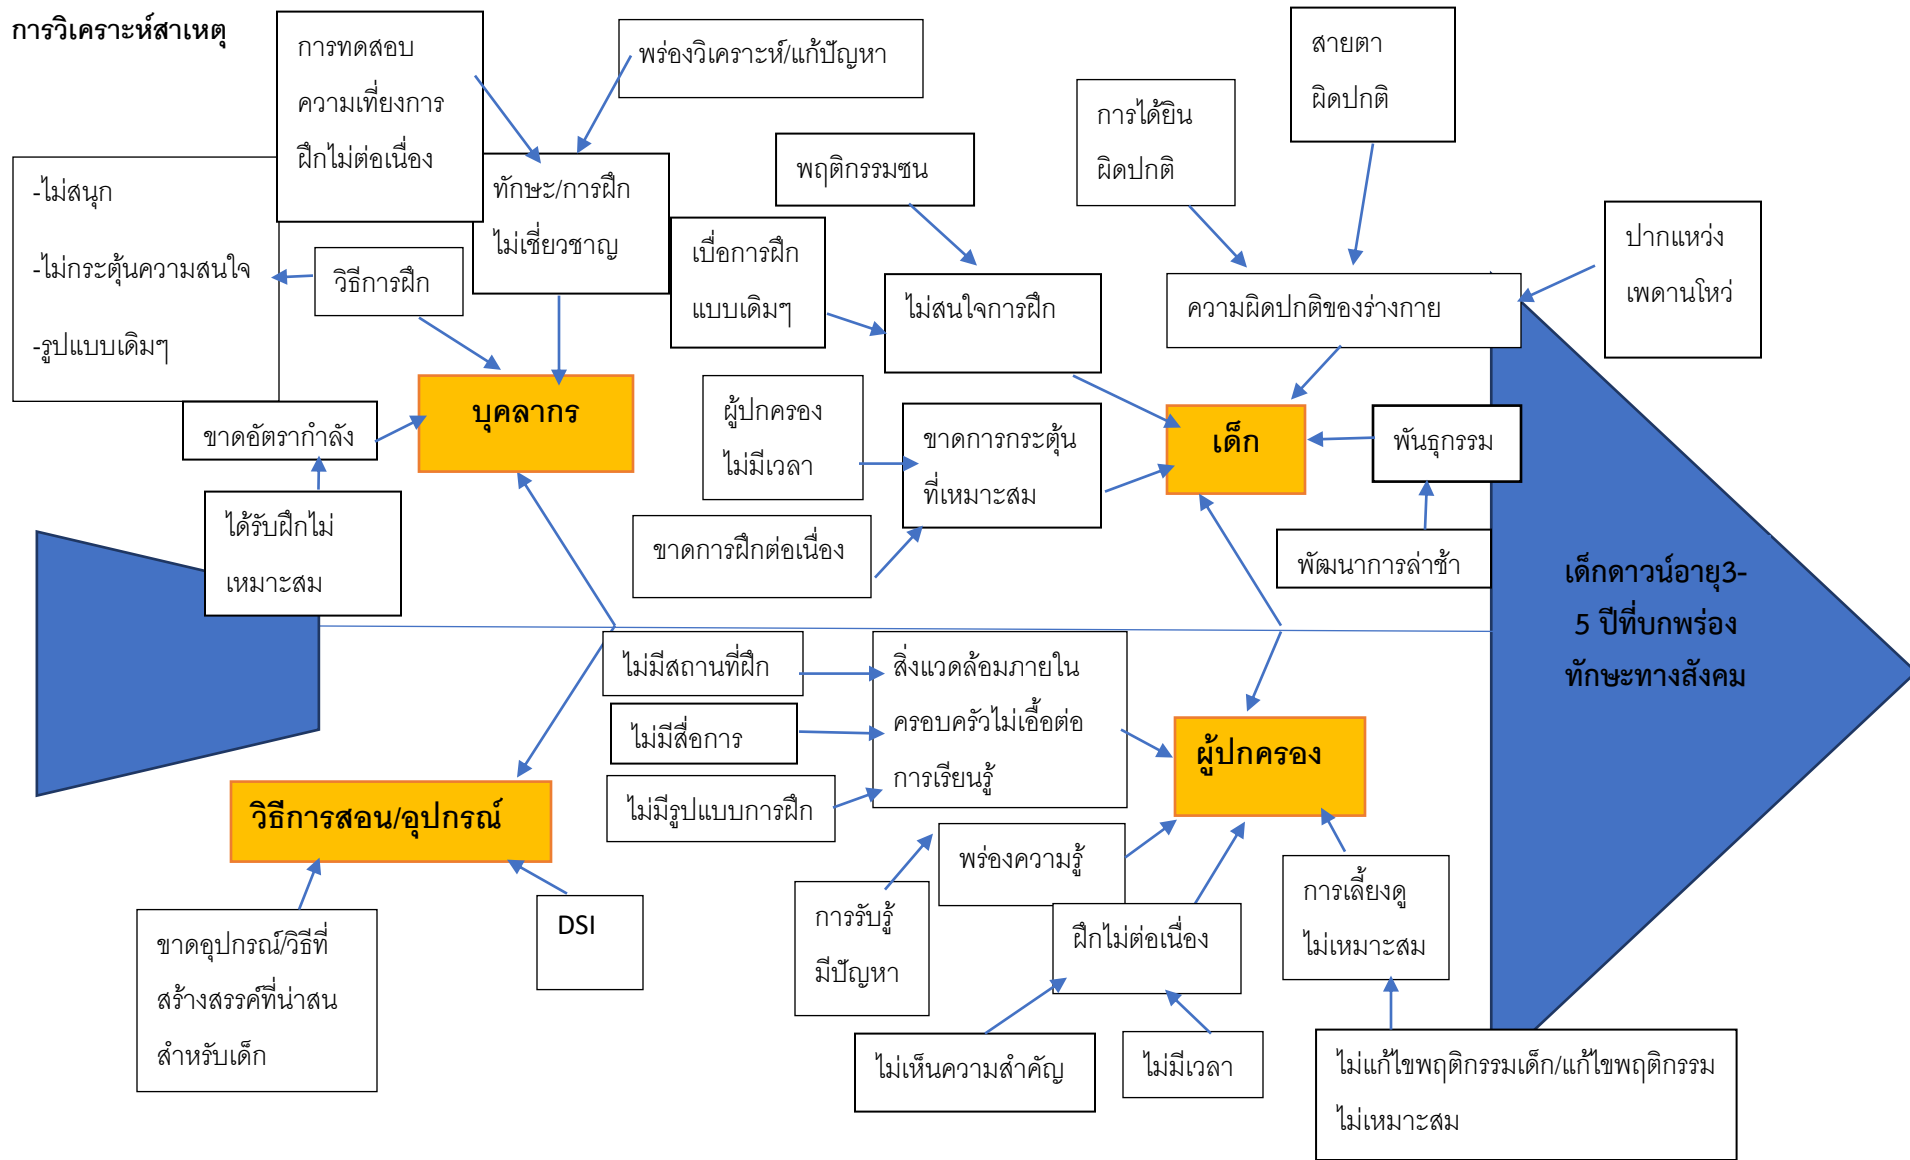 การวิเคราะห์สาเหตุ
การทดสอบ
ความเที่ยงการ
ฝึกไม่ต่อเนื่อง
พร่องวิเคราะห์/แก้ปัญหา
สายตา
ผิดปกติ
การได้ยิน
ผิดปกติ
พฤติกรรมซน
-ไม่สนุก
-ไม่กระตุ้นความสนใจ
-รูปแบบเดิมๆ
ทักษะ/การฝึก
ไม่เชี่ยวชาญ
วิธีการฝึก
เบื่อการฝึก
แบบเดิมๆ
ไม่สนใจการฝึก
ความผิดปกติของร่างกาย
ปากแหว่ง
เพดานโหว่
บุคลากร
ขาดอัตรากำลัง
ผู้ปกครอง
ไม่มีเวลา
ขาดการกระตุ้น
ที่เหมาะสม
เด็ก
พันธุกรรม
ได้รับฝึกไม่
เหมาะสม
ขาดการฝึกต่อเนื่อง
พัฒนาการล่าช้า
เด็กดาวน์อายุ3-
5 ปีที่บกพร่อง
ทักษะทางสังคม
ไม่มีสถานที่ฝึก
ไม่มีสื่อการ
ไม่มีรูปแบบการฝึก
สิ่งแวดล้อมภายใน
ครอบครัวไม่เอื้อต่อ
การเรียนรู้
ผู้ปกครอง
วิธีการสอน/อุปกรณ์
พร่องความรู้
การรับรู้
มีปัญหา
ฝึกไม่ต่อเนื่อง
การเลี้ยงดู
ไม่เหมาะสม
ขาดอุปกรณ์/วิธีที่
สร้างสรรค์ที่น่าสน
สำหรับเด็ก
DSI
ไม่เห็นความสำคัญ
ไม่มีเวลา
ไม่แก้ไขพฤติกรรมเด็ก/แก้ไขพฤติกรรม
ไม่เหมาะสม